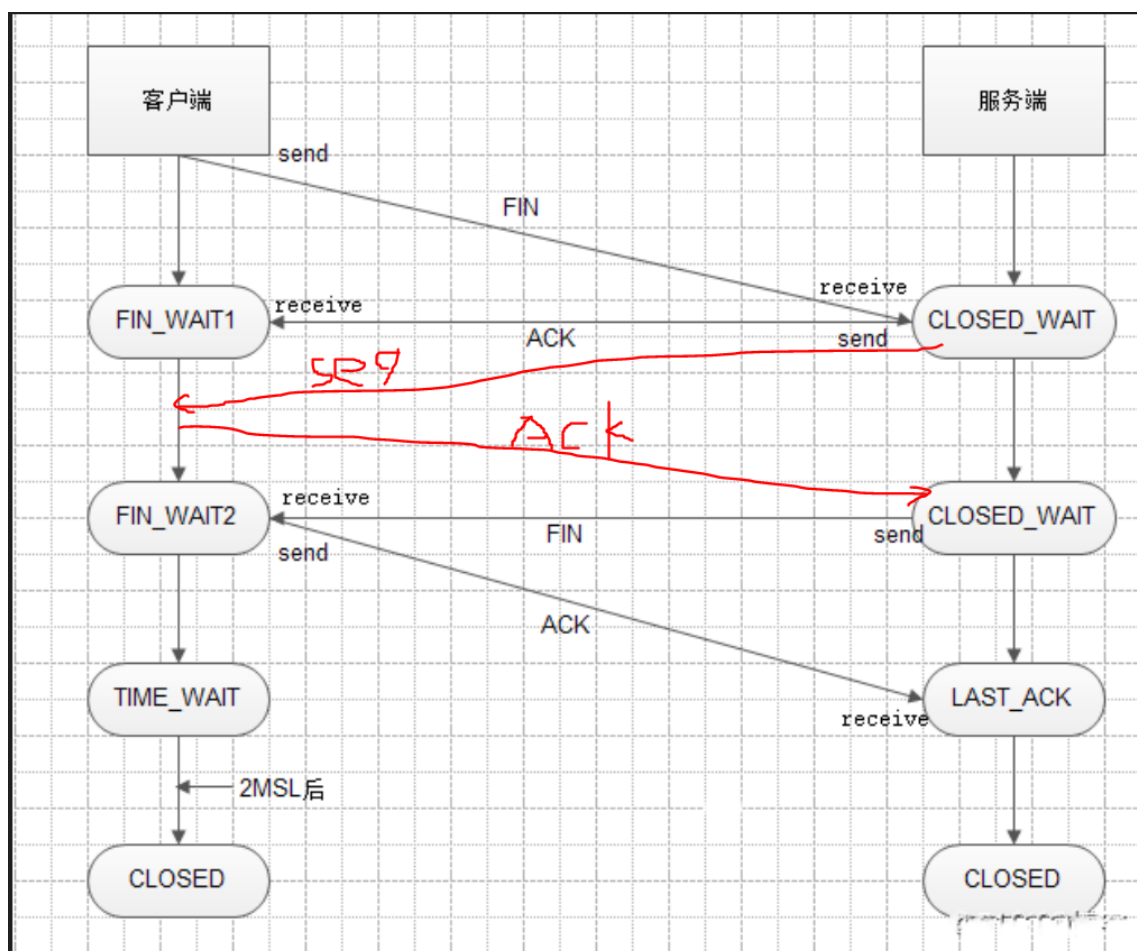 客户端
服务端
send
FIN
receive
receive
FIN_WAIT1
CLOSED_WAIT
ACK
send
seq
Ack
receive
FIN_WAIT2
CLOSED_WAIT
FIN
send
send
ACK
TIME_WAIT
LAST_ACK
receive
2MSL后
CLOSED
CLOSED